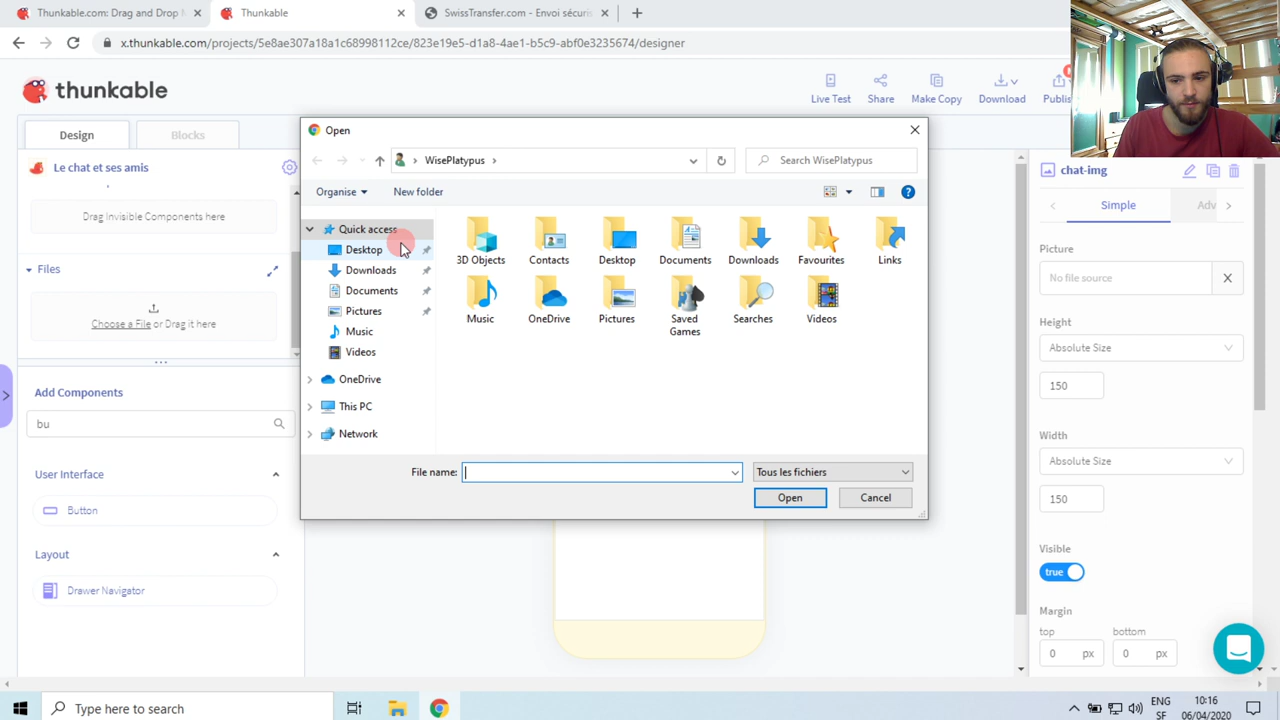 Thunkable.com: Drag and Drop
Thunkable
SwissTransfer.com - Envoi sécuris
x.thunkable.com/projects/5e8ae307a18a1c68998112ce/823e19e5-d1a8-4ae1-b5c9-abf0e3235674/designer
thunkable
Live Test
Share
Make Copy
Download
Publis
Design
Blocks
Le chat et ses amis
Drag Invisible Components here
Files
Choose a File or Drag it here
Add Components
bu
User Interface
Button
Layout
Drawer Navigator
Open
WisePlatypus
Search WisePlatypus
Organise
New folder
Quick access
Desktop
Downloads
Documents
Pictures
Music
Videos
OneDrive
This PC
Network
3D Objects
Contacts
Desktop
Documents
Downloads
Favourites
Links
Music
OneDrive
Pictures
Saved Games
Searches
Videos
File name:
Tous les fichiers
Open
Cancel
chat-img
Simple
Adv
Picture
No file source
Height
Absolute Size
150
Width
Absolute Size
150
Visible
true
Margin
top
bottom
0 px
0 px
Type here to search
ENG
SF
10:16
06/04/2020